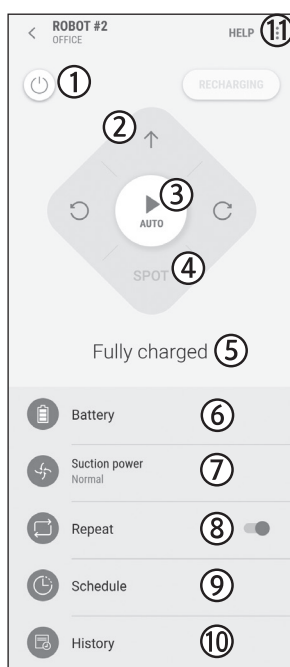 ROBOT #2
OFFICE
HELP ⑪
①
RECHARGING
②
③
AUTO
SPOT ④
Fully charged ⑤
Battery ⑥
Suction power
Normal
⑦
Repeat ⑧
Schedule ⑨
History ⑩